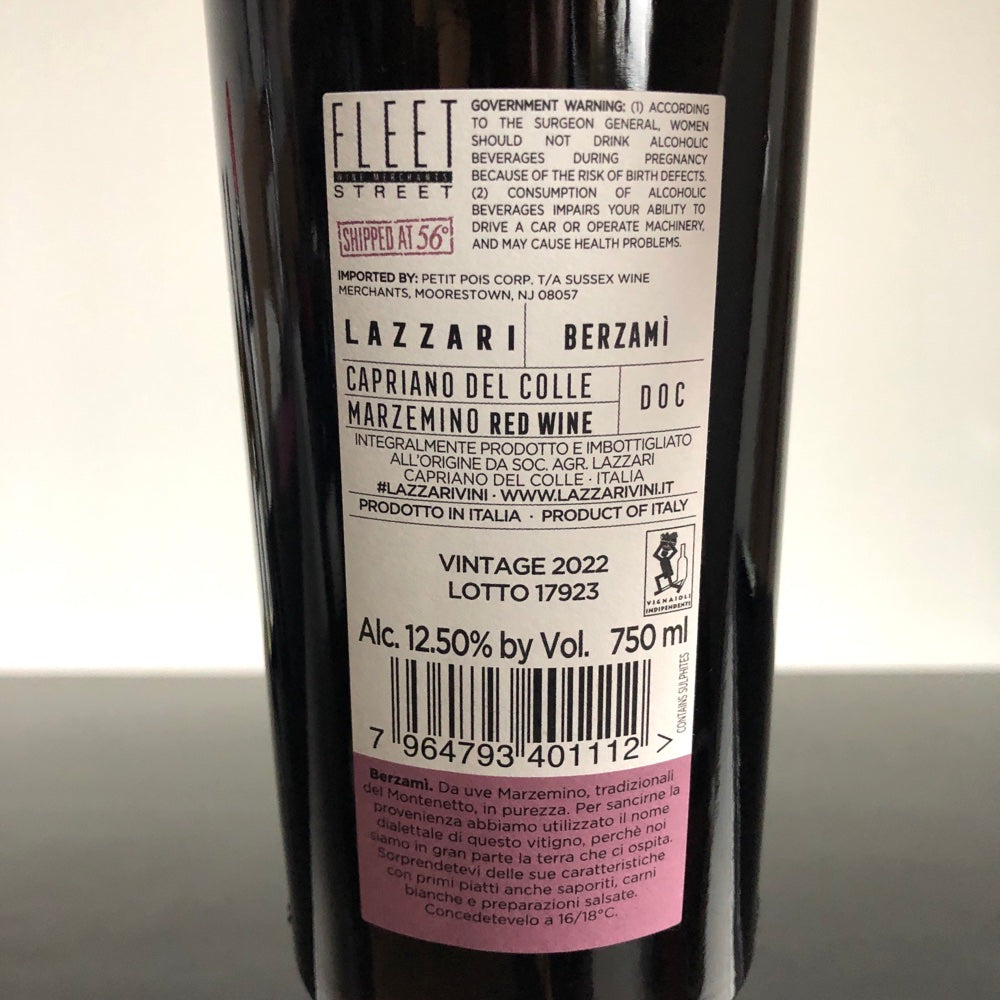 FLEET
WINE MERCHANTS
STREET
SHIPPED AT 56°
GOVERNMENT WARNING: (1) ACCORDING
TO THE SURGEON GENERAL, WOMEN
SHOULD NOT DRINK ALCOHOLIC
BEVERAGES DURING PREGNANCY
BECAUSE OF THE RISK OF BIRTH DEFECTS.
(2) CONSUMPTION OF ALCOHOLIC
BEVERAGES IMPAIRS YOUR ABILITY TO
DRIVE A CAR OR OPERATE MACHINERY,
AND MAY CAUSE HEALTH PROBLEMS.
IMPORTED BY: PETIT POIS CORP. T/A SUSSEX WINE
MERCHANTS, MOORESTOWN, NJ 08057
LAZZARI BERZAMÌ
CAPRIANO DEL COLLE
MARZEMINO RED WINE
DOC
INTEGRALMENTE PRODOTTO E IMBOTTIGLIATO
ALL'ORIGINE DA SOC. AGR. LAZZARI
CAPRIANO DEL COLLE · ITALIA
#LAZZARIVINI · WWW.LAZZARIVINI.IT
PRODOTTO IN ITALIA · PRODUCT OF ITALY
VINTAGE 2022
LOTTO 17923
VIGNAIOLI
INDIPENDENTI
Alc. 12.50% by Vol. 750 ml
CONTAINS SULPHITES
7 964793 401112 >
Berzamì. Da uve Marzemino, tradizionali
del Montenetto, in purezza. Per sancirne la
provenienza abbiamo utilizzato il nome
dialettale di questo vitigno, perchè noi
siamo in gran parte la terra che ci ospita.
Sorprendetevi delle sue caratteristiche
con primi piatti anche saporiti, carni
bianche e preparazioni salsate.
Concedetevelo a 16/18°C.